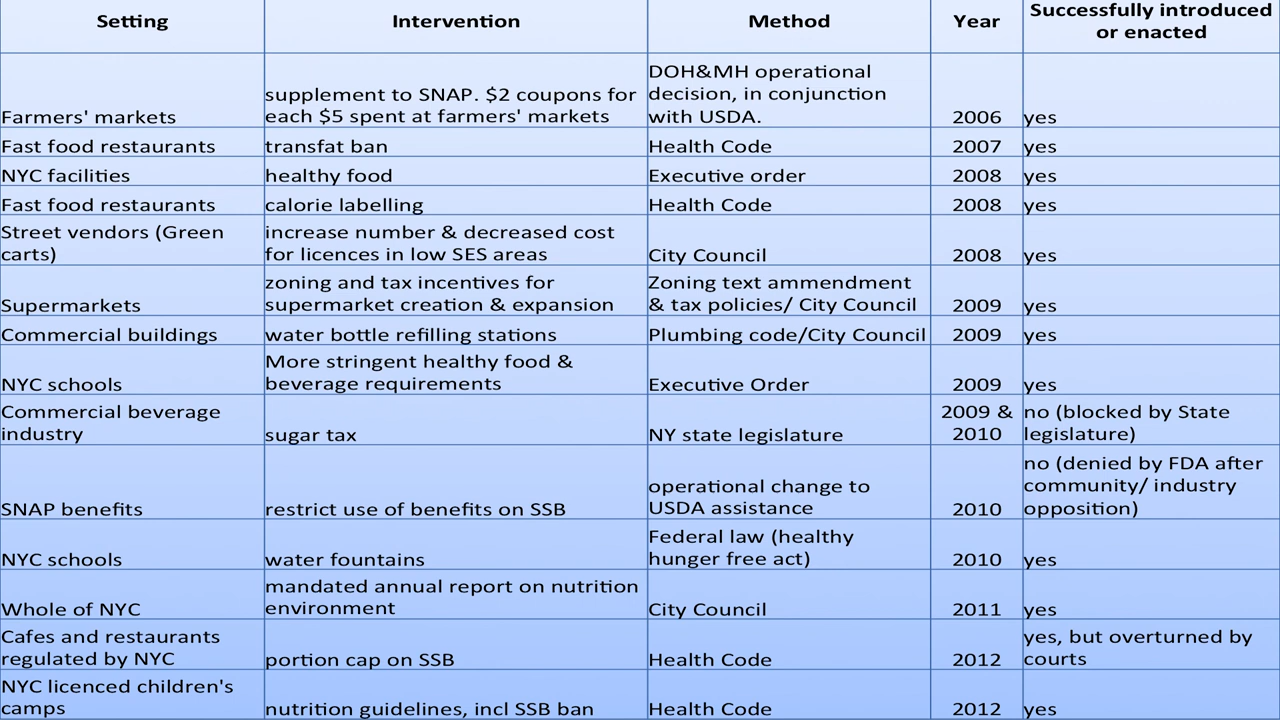 Setting Intervention Method Year Successfully introduced
or enacted
DOH&MH operational
supplement to SNAP. $2 coupons for decision, in conjunction
Farmers' markets each $5 spent at farmers' markets with USDA. 2006 yes
Fast food restaurants transfat ban Health Code 2007 yes
NYC facilities healthy food Executive order 2008 yes
Fast food restaurants calorie labelling Health Code 2008 yes
Street vendors (Green increase number & decreased cost
carts) for licences in low SES areas City Council 2008 yes
zoning and tax incentives for Zoning text ammendment
Supermarkets supermarket creation & expansion & tax policies/ City Council 2009 yes
Commercial buildings water bottle refilling stations Plumbing code/City Council 2009 yes
More stringent healthy food &
NYC schools beverage requirements Executive Order 2009 yes
Commercial beverage 2009 & no (blocked by State
industry sugar tax NY state legislature 2010 legislature)
no (denied by FDA after
operational change to community/ industry
SNAP benefits restrict use of benefits on SSB USDA assistance 2010 opposition)
Federal law (healthy
NYC schools water fountains hunger free act) 2010 yes
mandated annual report on nutrition
Whole of NYC environment City Council 2011 yes
Cafes and restaurants yes, but overturned by
regulated by NYC portion cap on SSB Health Code 2012 courts
NYC licenced children's
camps nutrition guidelines, incl SSB ban Health Code 2012 yes